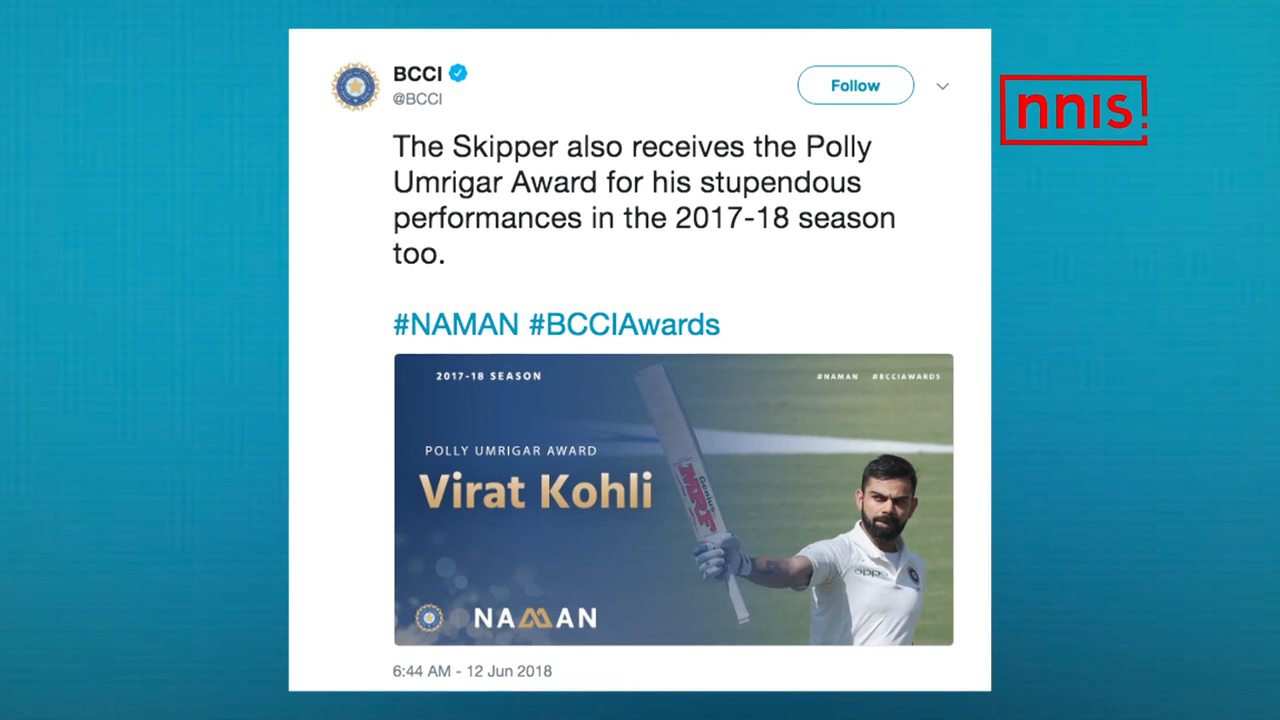 BCCI
@BCCI
Follow
nnis!
The Skipper also receives the Polly
Umrigar Award for his stupendous
performances in the 2017-18 season
too.
#NAMAN #BCCIAwards
2017-18 SEASON
#NAMAN #BCCIAWARDS
POLLY UMRIGAR AWARD
Virat Kohli
Genius
MRF
oppo
NAMAN
6:44 AM - 12 Jun 2018